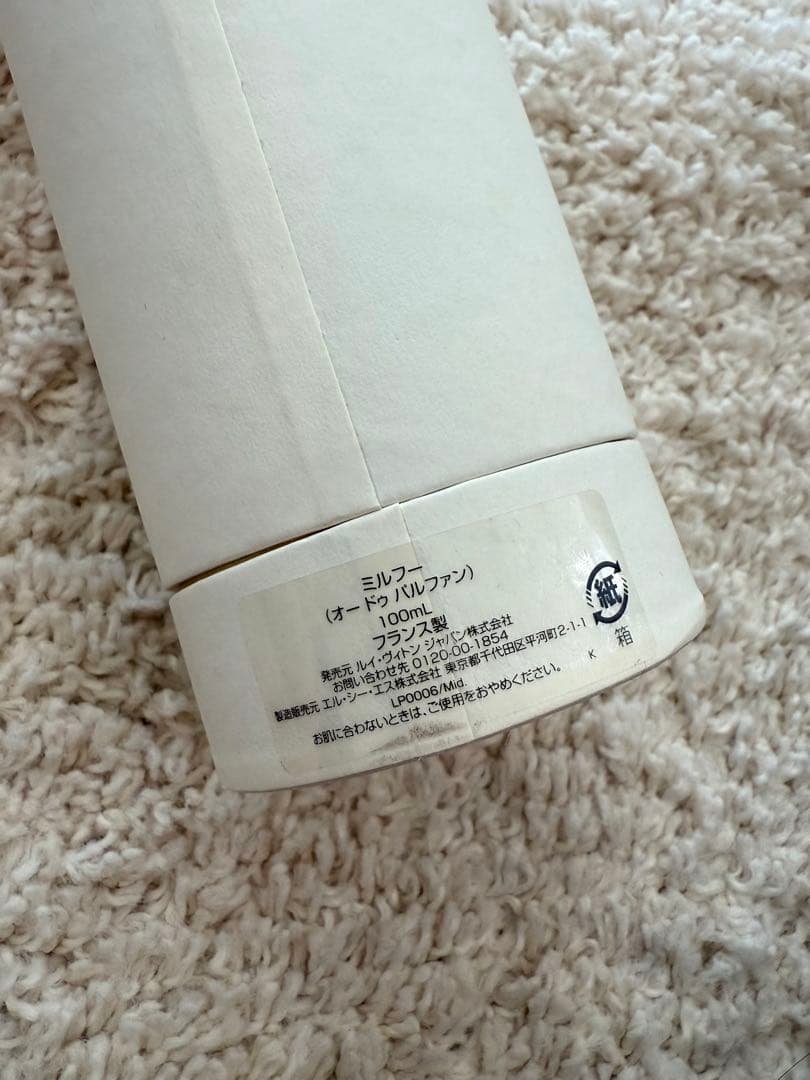 ミルフー
（オー ドゥ パルファン）
100mL
フランス製
発売元 ルイ・ヴィトン ジャパン株式会社
お問い合わせ先 0120-00-1854
製造販売元 エル・シー・エス株式会社 東京都千代田区平河町2-1-1
LP0006/Mid.
お肌に合わないときは、ご使用をおやめください。
K
紙
箱